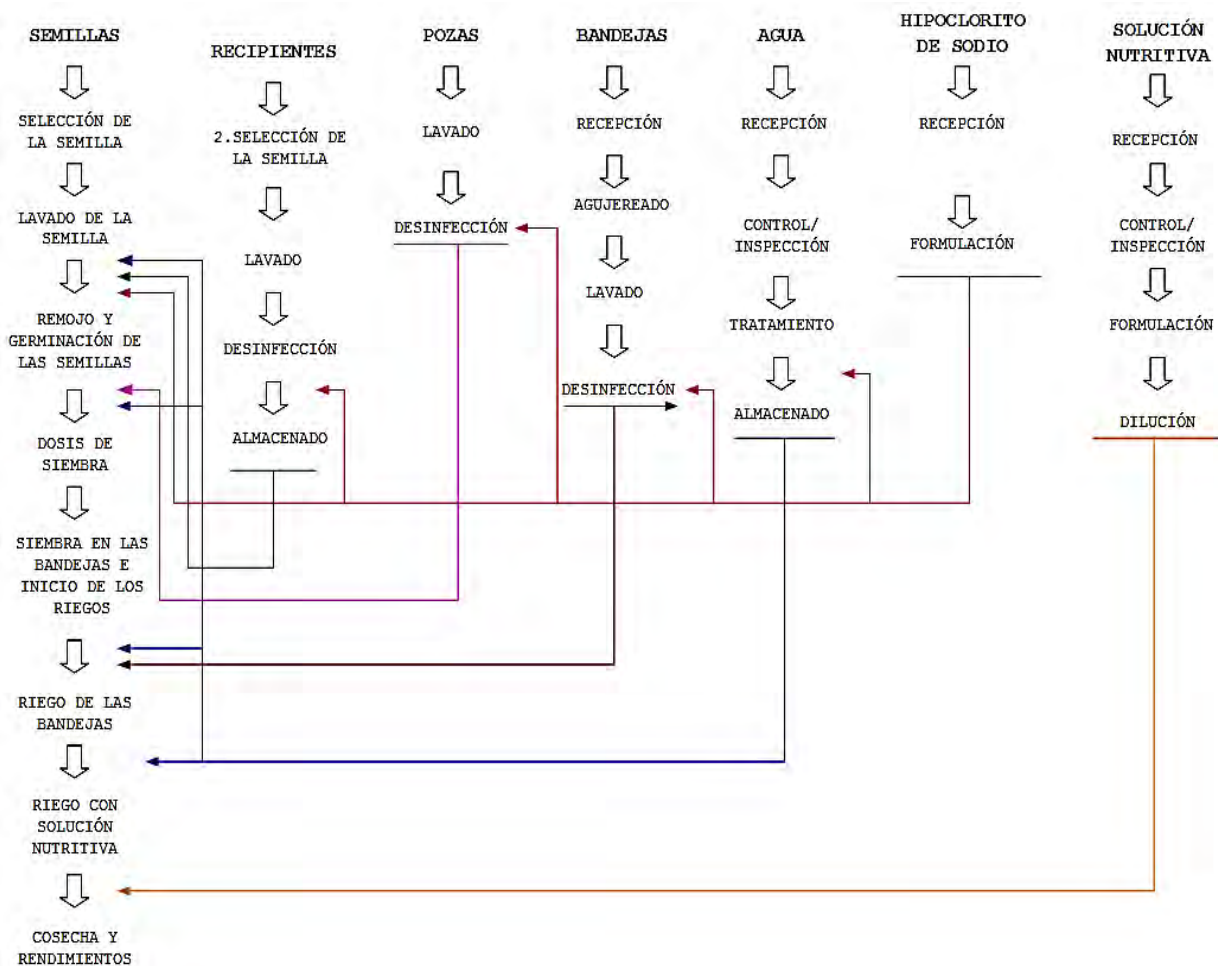 SEMILLAS
SELECCIÓN DE
LA SEMILLA
LAVADO DE LA
SEMILLA
REMOJO Y
GERMINACIÓN DE
LAS SEMILLAS
DOSIS DE
SIEMBRA
SIEMBRA EN LAS
BANDEJAS E
INICIO DE LOS
RIEGOS
RIEGO DE LAS
BANDEJAS
RIEGO CON
SOLUCIÓN
NUTRITIVA
COSECHA Y
RENDIMIENTOS
RECIPIENTES
2.SELECCIÓN DE
LA SEMILLA
LAVADO
DESINFECCIÓN
ALMACENADO
POZAS
LAVADO
DESINFECCIÓN
BANDEJAS
RECEPCIÓN
AGUJEREADO
LAVADO
DESINFECCIÓN
AGUA
RECEPCIÓN
CONTROL/
INSPECCIÓN
TRATAMIENTO
ALMACENADO
HIPOCLORITO
DE SODIO
RECEPCIÓN
FORMULACIÓN
SOLUCIÓN
NUTRITIVA
RECEPCIÓN
CONTROL/
INSPECCIÓN
FORMULACIÓN
DILUCIÓN